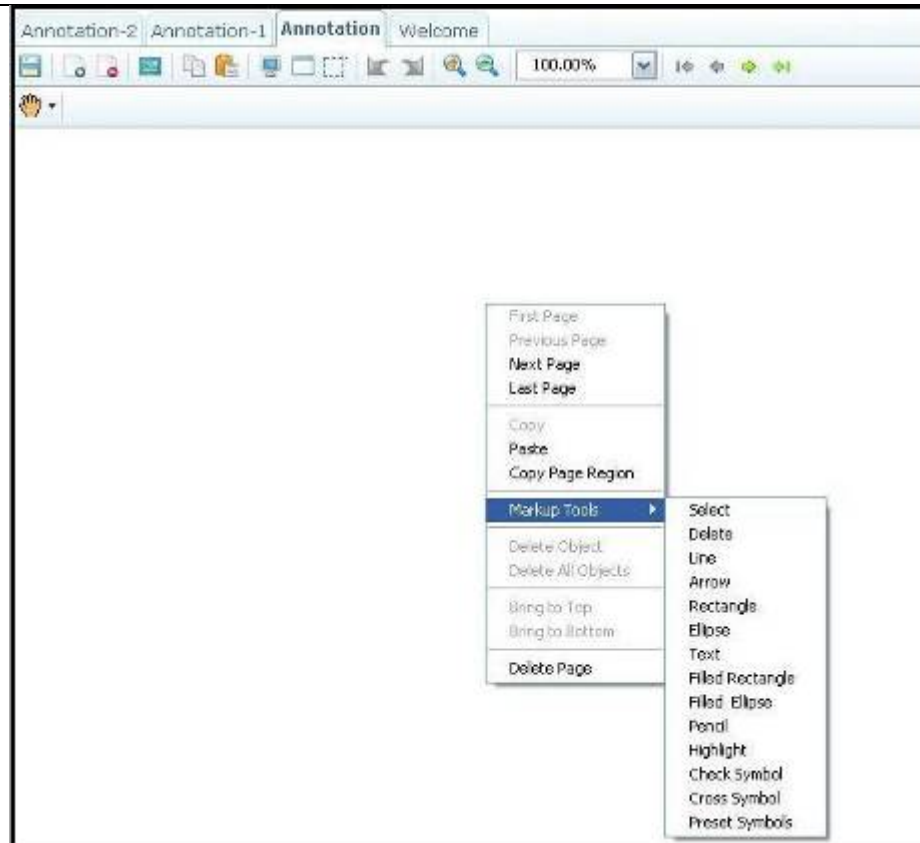 Annotation-2 Annotation-1 Annotation Welcome
100.00%
First Page
Previous Page
Next Page
Last Page
Copy
Paste
Copy Page Region
Markup Tools
Delete Object
Delete All Objects
Bring to Top
Bring to Bottom
Delete Page
Select
Delete
Line
Arrow
Rectangle
Ellipse
Text
Filled Rectangle
Filled Ellipse
Pencil
Highlight
Check Symbol
Cross Symbol
Preset Symbols